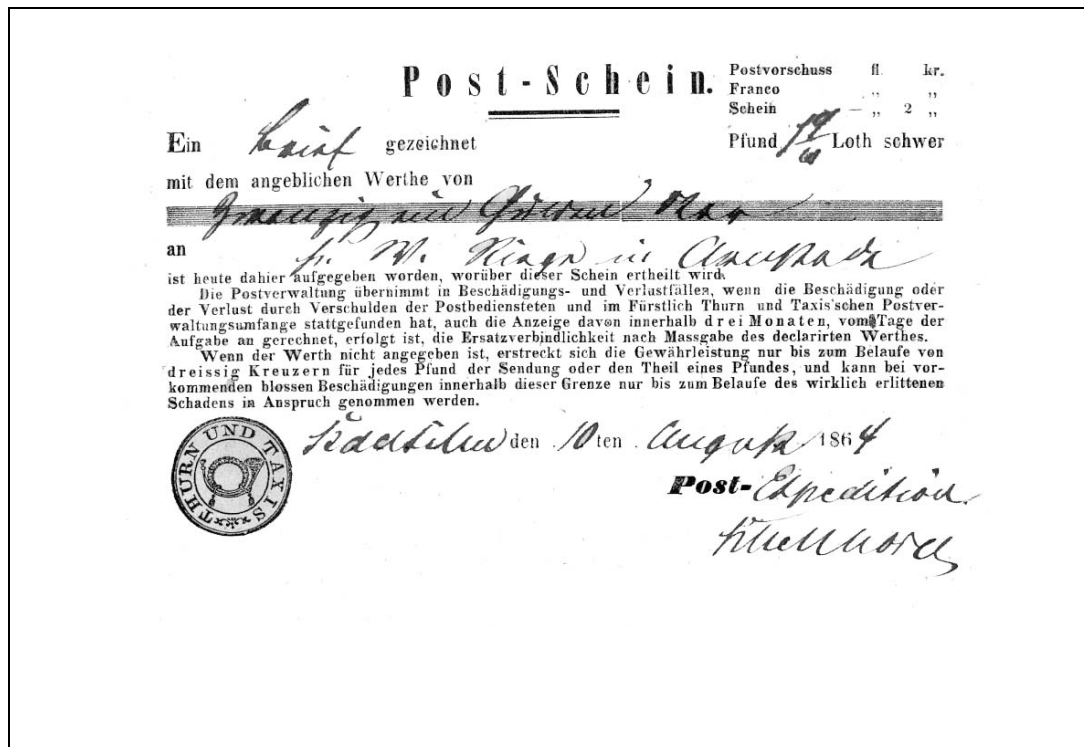 Post-Schein.
Postvorschuss fl. kr.
Franco „ „
Schein — „ 2 „
Ein Brief gezeichnet
Pfund Loth schwer
mit dem angeblichen Werthe von
Zwanzig ein Gulden
an H. W. in Arnstadt
ist heute dahier aufgegeben worden, worüber dieser Schein ertheilt wird.
Die Postverwaltung übernimmt in Beschädigungs- und Verlustfällen, wenn die Beschädigung oder
der Verlust durch Verschulden der Postbediensteten und im Fürstlich Thurn und Taxis'schen Postver-
waltungsumfange stattgefunden hat, auch die Anzeige davon innerhalb drei Monaten, vom Tage der
Aufgabe an gerechnet, erfolgt ist, die Ersatzverbindlichkeit nach Massgabe des declarirten Werthes.
Wenn der Werth nicht angegeben ist, erstreckt sich die Gewährleistung nur bis zum Belaufe von
dreissig Kreuzern für jedes Pfund der Sendung oder den Theil eines Pfundes, und kann bei vor-
kommenden blossen Beschädigungen innerhalb dieser Grenze nur bis zum Belaufe des wirklich erlittenen
Schadens in Anspruch genommen werden.
THURN UND TAXIS
Stadtilm den 10ten August 1864
Post-Expedition